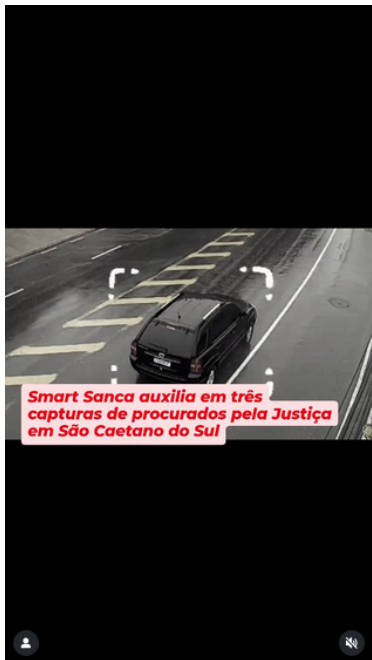 Smart Sanca auxilia em três
capturas de procurados pela Justiça
em São Caetano do Sul